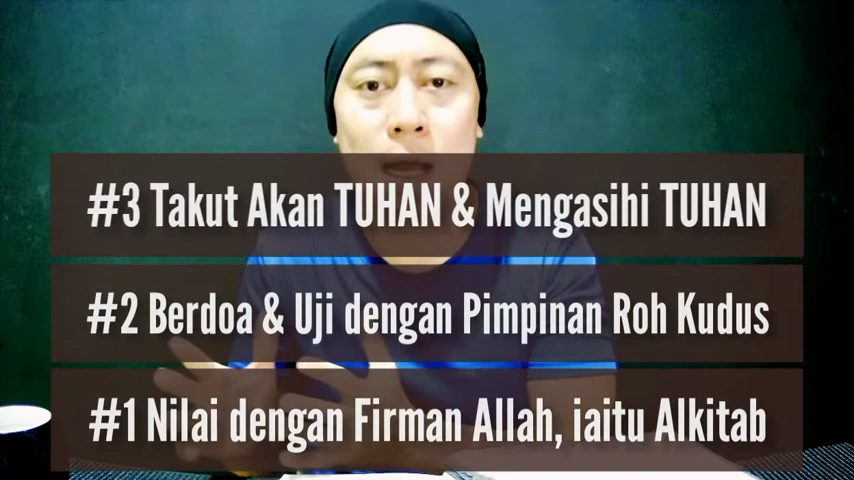 #3 Takut Akan TUHAN & Mengasihi TUHAN
#2 Berdoa & Uji dengan Pimpinan Roh Kudus
#1 Nilai dengan Firman Allah, iaitu Alkitab